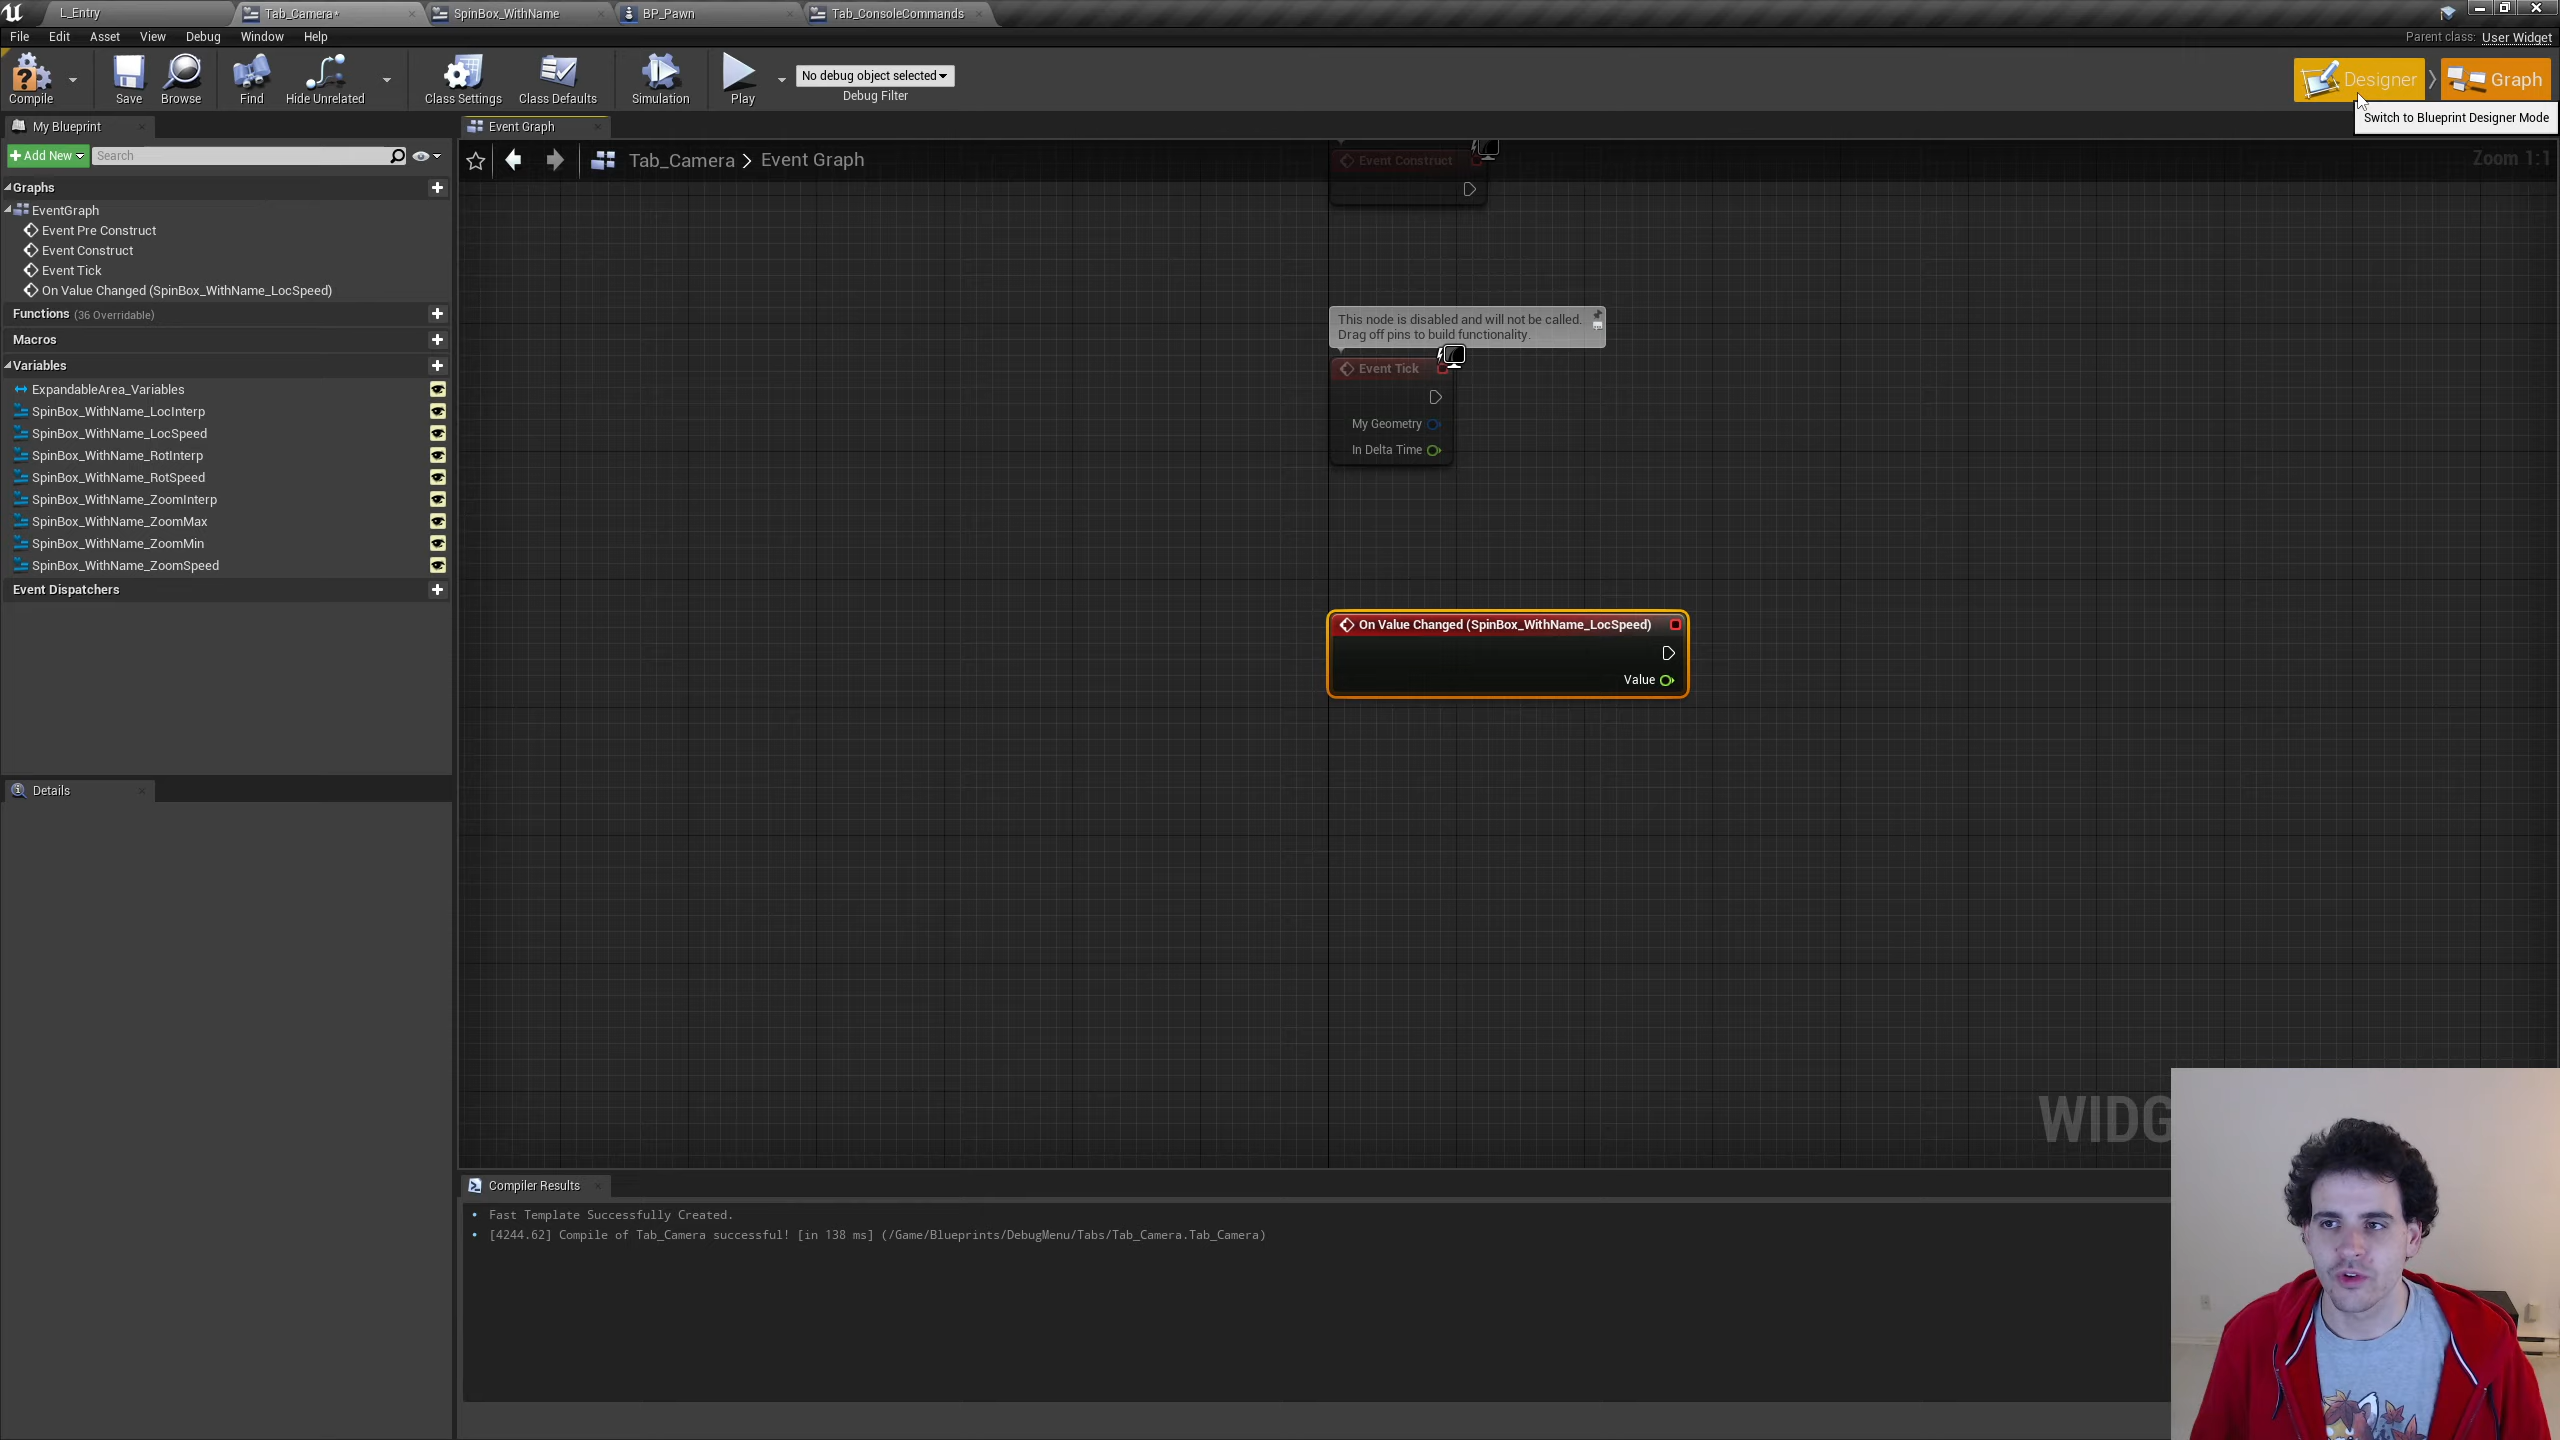 L_Entry
Tab_Camera*
SpinBox_WithName
BP_Pawn
Tab_ConsoleCommands
File
Edit
Asset
View
Debug
Window
Help
Parent class: User Widget
Compile
Save
Browse
Find
Hide Unrelated
Class Settings
Class Defaults
Simulation
Play
No debug object selected
Debug Filter
Designer
Graph
Switch to Blueprint Designer Mode
My Blueprint
Add New
Search
Graphs
EventGraph
Event Pre Construct
Event Construct
Event Tick
On Value Changed (SpinBox_WithName_LocSpeed)
Functions (36 Overridable)
Macros
Variables
ExpandableArea_Variables
SpinBox_WithName_LocInterp
SpinBox_WithName_LocSpeed
SpinBox_WithName_RotInterp
SpinBox_WithName_RotSpeed
SpinBox_WithName_ZoomInterp
SpinBox_WithName_ZoomMax
SpinBox_WithName_ZoomMin
SpinBox_WithName_ZoomSpeed
Event Dispatchers
Details
Event Graph
Tab_Camera > Event Graph
Zoom 1:1
Event Construct
This node is disabled and will not be called.
Drag off pins to build functionality.
Event Tick
My Geometry
In Delta Time
On Value Changed (SpinBox_WithName_LocSpeed)
Value
WIDG
Compiler Results
• Fast Template Successfully Created.
• [4244.62] Compile of Tab_Camera successful! [in 138 ms] (/Game/Blueprints/DebugMenu/Tabs/Tab_Camera.Tab_Camera)